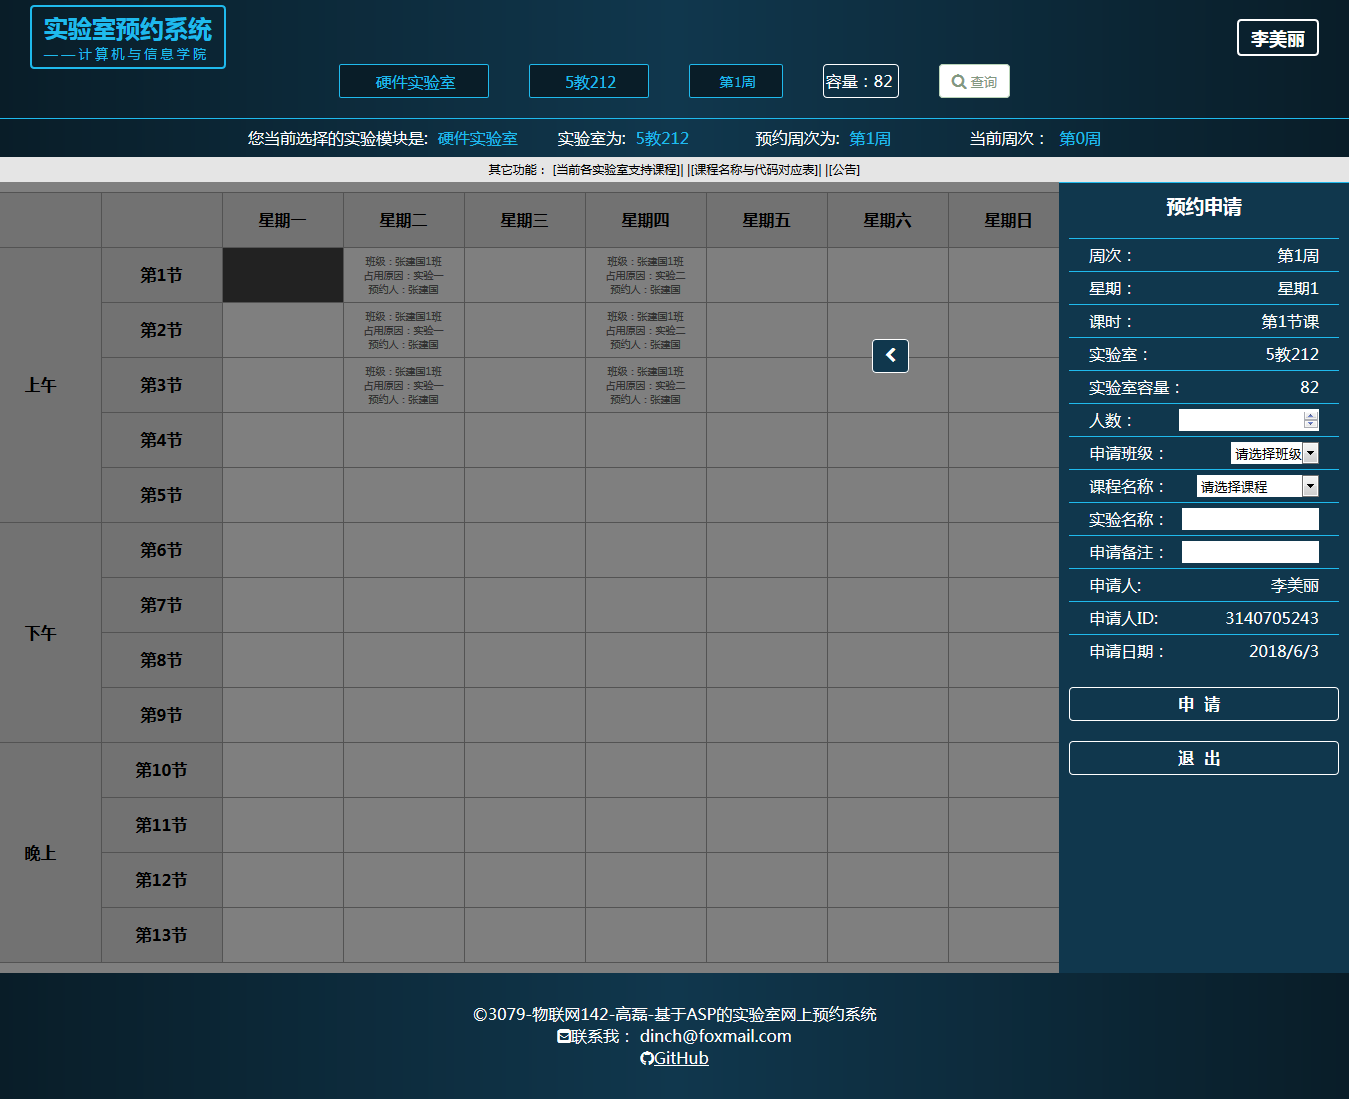 实验室预约系统
——计算机与信息学院
李美丽
硬件实验室 5教212 第1周 容量：82 查询
您当前选择的实验模块是: 硬件实验室 实验室为: 5教212 预约周次为: 第1周 当前周次： 第0周
其它功能： [当前各实验室支持课程]| |[课程名称与代码对应表]| |[公告]
星期一 星期二 星期三 星期四 星期五 星期六 星期日
上午
第1节
班级：张建国1班
占用原因：实验一
预约人：张建国
班级：张建国1班
占用原因：实验二
预约人：张建国
第2节
班级：张建国1班
占用原因：实验一
预约人：张建国
班级：张建国1班
占用原因：实验二
预约人：张建国
第3节
班级：张建国1班
占用原因：实验一
预约人：张建国
班级：张建国1班
占用原因：实验二
预约人：张建国
第4节
第5节
下午
第6节
第7节
第8节
第9节
晚上
第10节
第11节
第12节
第13节
预约申请
周次： 第1周
星期： 星期1
课时： 第1节课
实验室： 5教212
实验室容量： 82
人数：
申请班级： 请选择班级
课程名称： 请选择课程
实验名称：
申请备注：
申请人: 李美丽
申请人ID: 3140705243
申请日期： 2018/6/3
申 请
退 出
©3079-物联网142-高磊-基于ASP的实验室网上预约系统
联系我： dinch@foxmail.com
GitHub